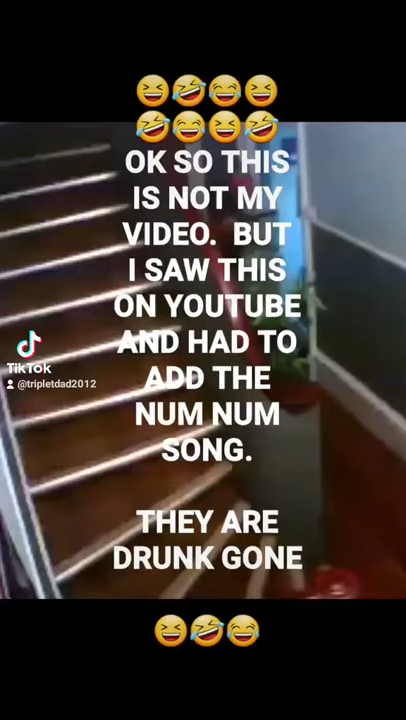 😆🤣😂😆
🤣😂😆🤣
OK SO THIS
IS NOT MY
VIDEO. BUT
I SAW THIS
ON YOUTUBE
AND HAD TO
ADD THE
NUM NUM
SONG.
THEY ARE
DRUNK GONE
TikTok
@tripletdad2012
😆🤣😂